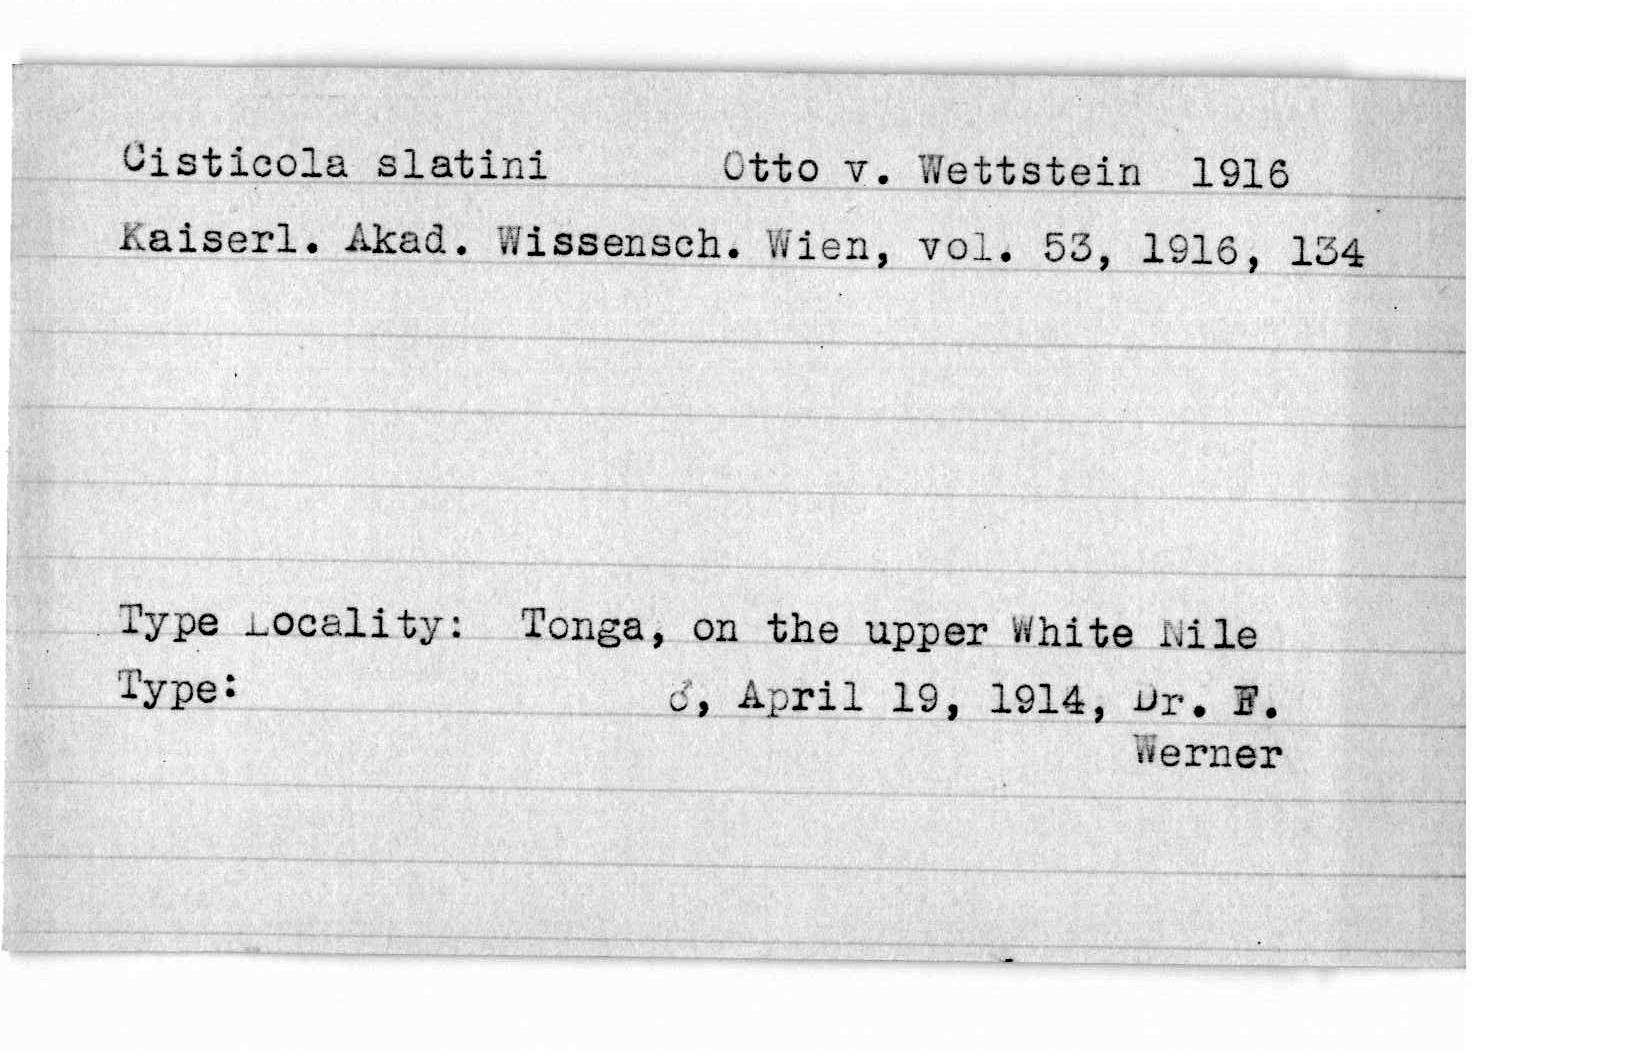 Cisticola slatini Otto v. Wettstein 1916
Kaiserl. Akad. Wissensch. Wien, vol. 53, 1916, 134
Type Locality: Tonga, on the upper White Nile
Type: ♂, April 19, 1914, Dr. F.
Werner